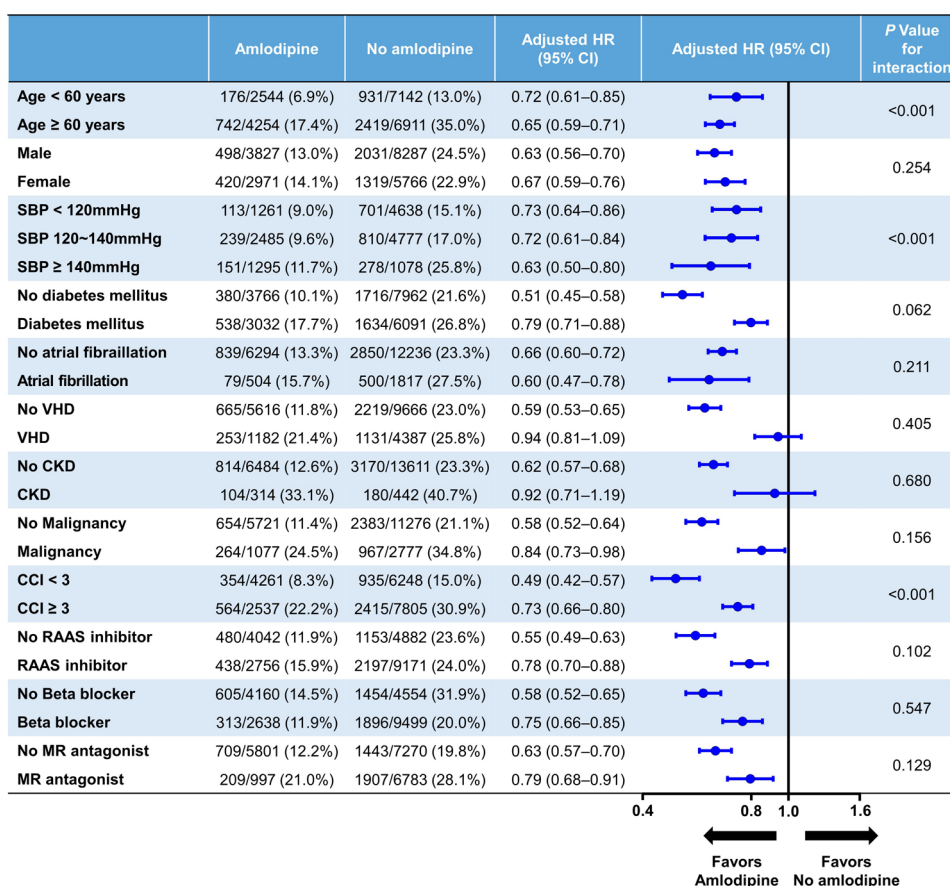 Amlodipine No amlodipine Adjusted HR (95% CI) Adjusted HR (95% CI) P Value for interaction
Age < 60 years 176/2544 (6.9%) 931/7142 (13.0%) 0.72 (0.61–0.85) <0.001
Age ≥ 60 years 742/4254 (17.4%) 2419/6911 (35.0%) 0.65 (0.59–0.71)
Male 498/3827 (13.0%) 2031/8287 (24.5%) 0.63 (0.56–0.70) 0.254
Female 420/2971 (14.1%) 1319/5766 (22.9%) 0.67 (0.59–0.76)
SBP < 120mmHg 113/1261 (9.0%) 701/4638 (15.1%) 0.73 (0.64–0.86) <0.001
SBP 120~140mmHg 239/2485 (9.6%) 810/4777 (17.0%) 0.72 (0.61–0.84)
SBP ≥ 140mmHg 151/1295 (11.7%) 278/1078 (25.8%) 0.63 (0.50–0.80)
No diabetes mellitus 380/3766 (10.1%) 1716/7962 (21.6%) 0.51 (0.45–0.58) 0.062
Diabetes mellitus 538/3032 (17.7%) 1634/6091 (26.8%) 0.79 (0.71–0.88)
No atrial fibraillation 839/6294 (13.3%) 2850/12236 (23.3%) 0.66 (0.60–0.72) 0.211
Atrial fibrillation 79/504 (15.7%) 500/1817 (27.5%) 0.60 (0.47–0.78)
No VHD 665/5616 (11.8%) 2219/9666 (23.0%) 0.59 (0.53–0.65) 0.405
VHD 253/1182 (21.4%) 1131/4387 (25.8%) 0.94 (0.81–1.09)
No CKD 814/6484 (12.6%) 3170/13611 (23.3%) 0.62 (0.57–0.68) 0.680
CKD 104/314 (33.1%) 180/442 (40.7%) 0.92 (0.71–1.19)
No Malignancy 654/5721 (11.4%) 2383/11276 (21.1%) 0.58 (0.52–0.64) 0.156
Malignancy 264/1077 (24.5%) 967/2777 (34.8%) 0.84 (0.73–0.98)
CCI < 3 354/4261 (8.3%) 935/6248 (15.0%) 0.49 (0.42–0.57) <0.001
CCI ≥ 3 564/2537 (22.2%) 2415/7805 (30.9%) 0.73 (0.66–0.80)
No RAAS inhibitor 480/4042 (11.9%) 1153/4882 (23.6%) 0.55 (0.49–0.63) 0.102
RAAS inhibitor 438/2756 (15.9%) 2197/9171 (24.0%) 0.78 (0.70–0.88)
No Beta blocker 605/4160 (14.5%) 1454/4554 (31.9%) 0.58 (0.52–0.65) 0.547
Beta blocker 313/2638 (11.9%) 1896/9499 (20.0%) 0.75 (0.66–0.85)
No MR antagonist 709/5801 (12.2%) 1443/7270 (19.8%) 0.63 (0.57–0.70) 0.129
MR antagonist 209/997 (21.0%) 1907/6783 (28.1%) 0.79 (0.68–0.91)
0.4 0.8 1.0 1.6
Favors Favors
Amlodipine No amlodipine